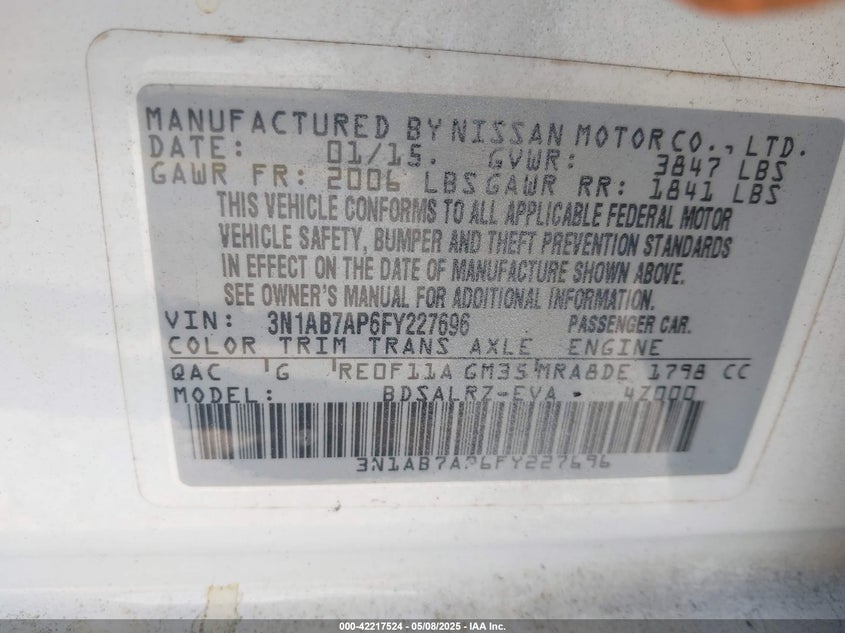 MANUFACTURED BY NISSAN MOTOR CO., LTD.
DATE: 01/15. GVWR: 3847 LBS
GAWR FR: 2006 LBS GAWR RR: 1841 LBS
THIS VEHICLE CONFORMS TO ALL APPLICABLE FEDERAL MOTOR
VEHICLE SAFETY, BUMPER AND THEFT PREVENTION STANDARDS
IN EFFECT ON THE DATE OF MANUFACTURE SHOWN ABOVE.
SEE OWNER'S MANUAL FOR ADDITIONAL INFORMATION.
VIN: 3N1AB7AP6FY227696 PASSENGER CAR.
COLOR TRIM TRANS AXLE ENGINE
QAC G RE0F11A GM35 MRA8DE 1798 CC
MODEL: BDSALRZ-EVA - 4Z000
3N1AB7AP6FY227696
000-42217524 | 05/08/2025 | IAA Inc.